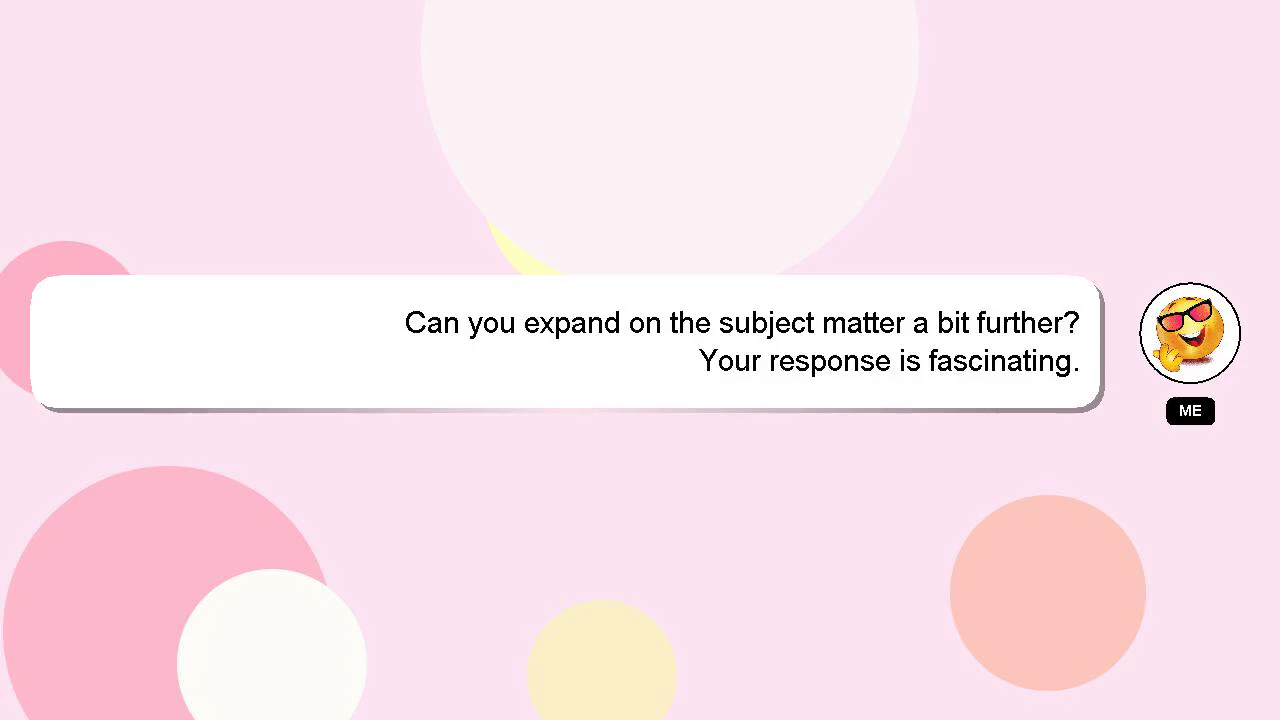 Can you expand on the subject matter a bit further?
Your response is fascinating.
ME